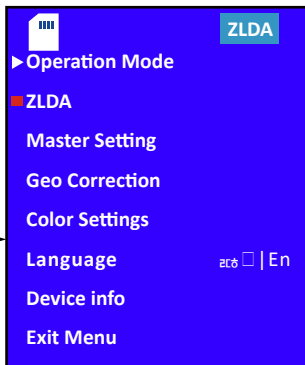 ZLDA
Operation Mode
ZLDA
Master Setting
Geo Correction
Color Settings
Language | En
Device info
Exit Menu